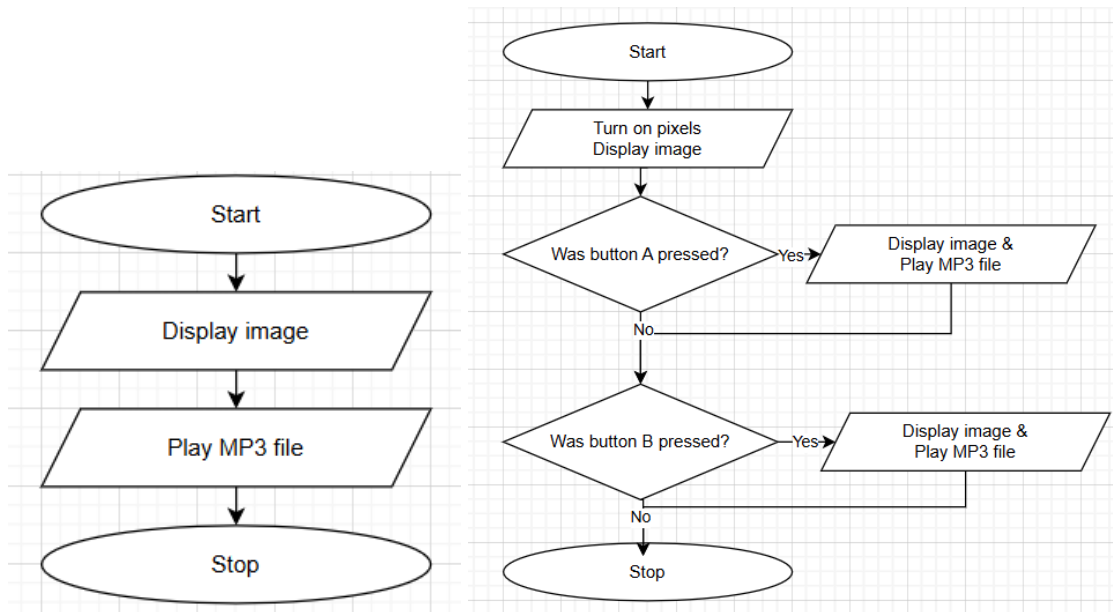 Start
Display image
Play MP3 file
Stop
Start
Turn on pixels
Display image
Was button A pressed?
Yes
Display image &
Play MP3 file
No
Was button B pressed?
Yes
Display image &
Play MP3 file
No
Stop